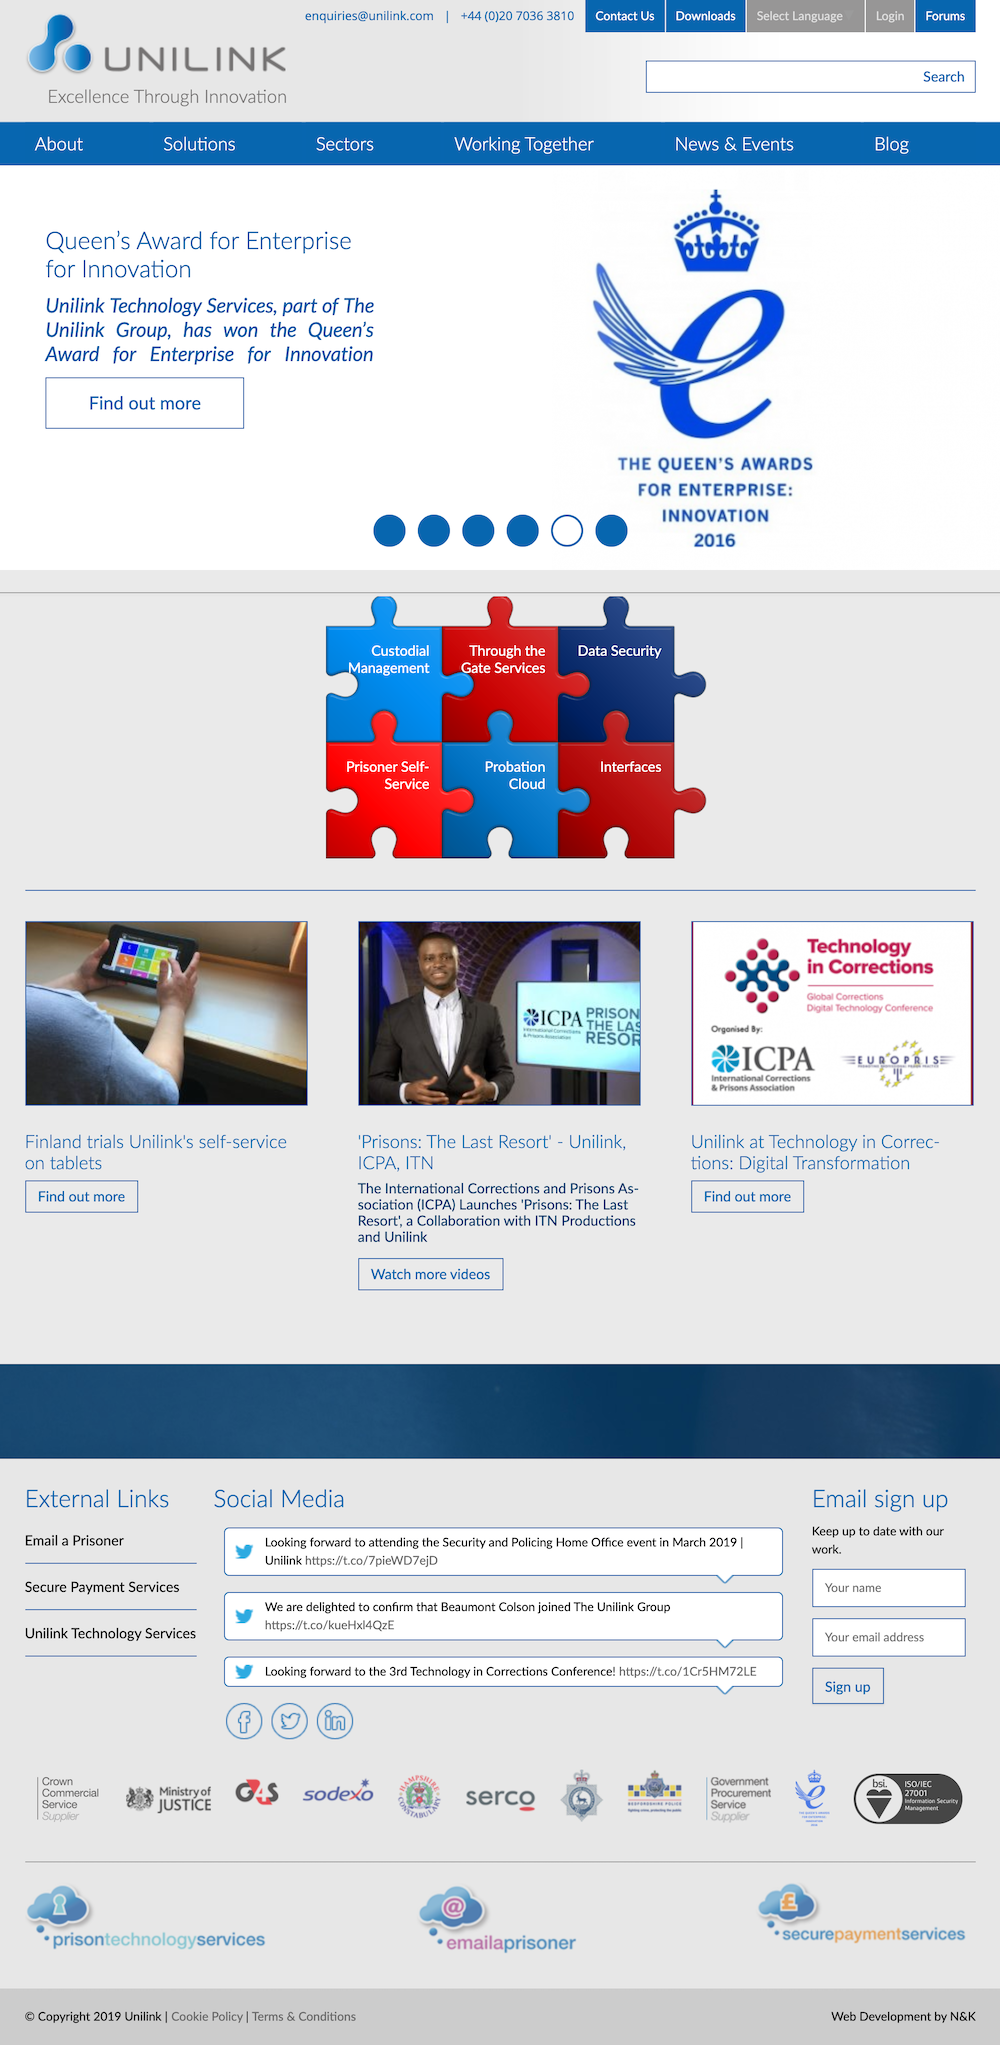 enquiries@unilink.com | +44 (0)20 7036 3810 Contact Us Downloads Select Language Login Forums
UNILINK
Excellence Through Innovation
Search
About Solutions Sectors Working Together News & Events Blog
Queen's Award for Enterprise
for Innovation
Unilink Technology Services, part of The
Unilink Group, has won the Queen's
Award for Enterprise for Innovation
Find out more
THE QUEEN'S AWARDS
FOR ENTERPRISE:
INNOVATION
2016
Custodial
Management
Through the
Gate Services
Data Security
Prisoner Self-
Service
Probation
Cloud
Interfaces
ICPA
International Corrections
& Prisons Association
PRISON
THE LAS
RESOR
Technology
in Corrections
Global Corrections
Digital Technology Conference
Organised By:
ICPA
International Corrections
& Prisons Association
EUROPRIS
Finland trials Unilink's self-service
on tablets
Find out more
'Prisons: The Last Resort' - Unilink,
ICPA, ITN
The International Corrections and Prisons As-
sociation (ICPA) Launches 'Prisons: The Last
Resort', a Collaboration with ITN Productions
and Unilink
Watch more videos
Unilink at Technology in Correc-
tions: Digital Transformation
Find out more
External Links
Email a Prisoner
Secure Payment Services
Unilink Technology Services
Social Media
Looking forward to attending the Security and Policing Home Office event in March 2019 |
Unilink https://t.co/7pieWD7ejD
We are delighted to confirm that Beaumont Colson joined The Unilink Group
https://t.co/kueHxl4QzE
Looking forward to the 3rd Technology in Corrections Conference! https://t.co/1Cr5HM72LE
Email sign up
Keep up to date with our
work.
Your name
Your email address
Sign up
Crown
Commercial
Service
Supplier
Ministry of
JUSTICE
G4S
sodexo
HAMPSHIRE
CONSTABULARY
serco
BEDFORDSHIRE POLICE
Government
Procurement
Service
Supplier
bsi.
ISO/IEC
27001
Information Security
Management
prisontechnologyservices
emailaprisoner
securepaymentservices
© Copyright 2019 Unilink | Cookie Policy | Terms & Conditions
Web Development by N&K